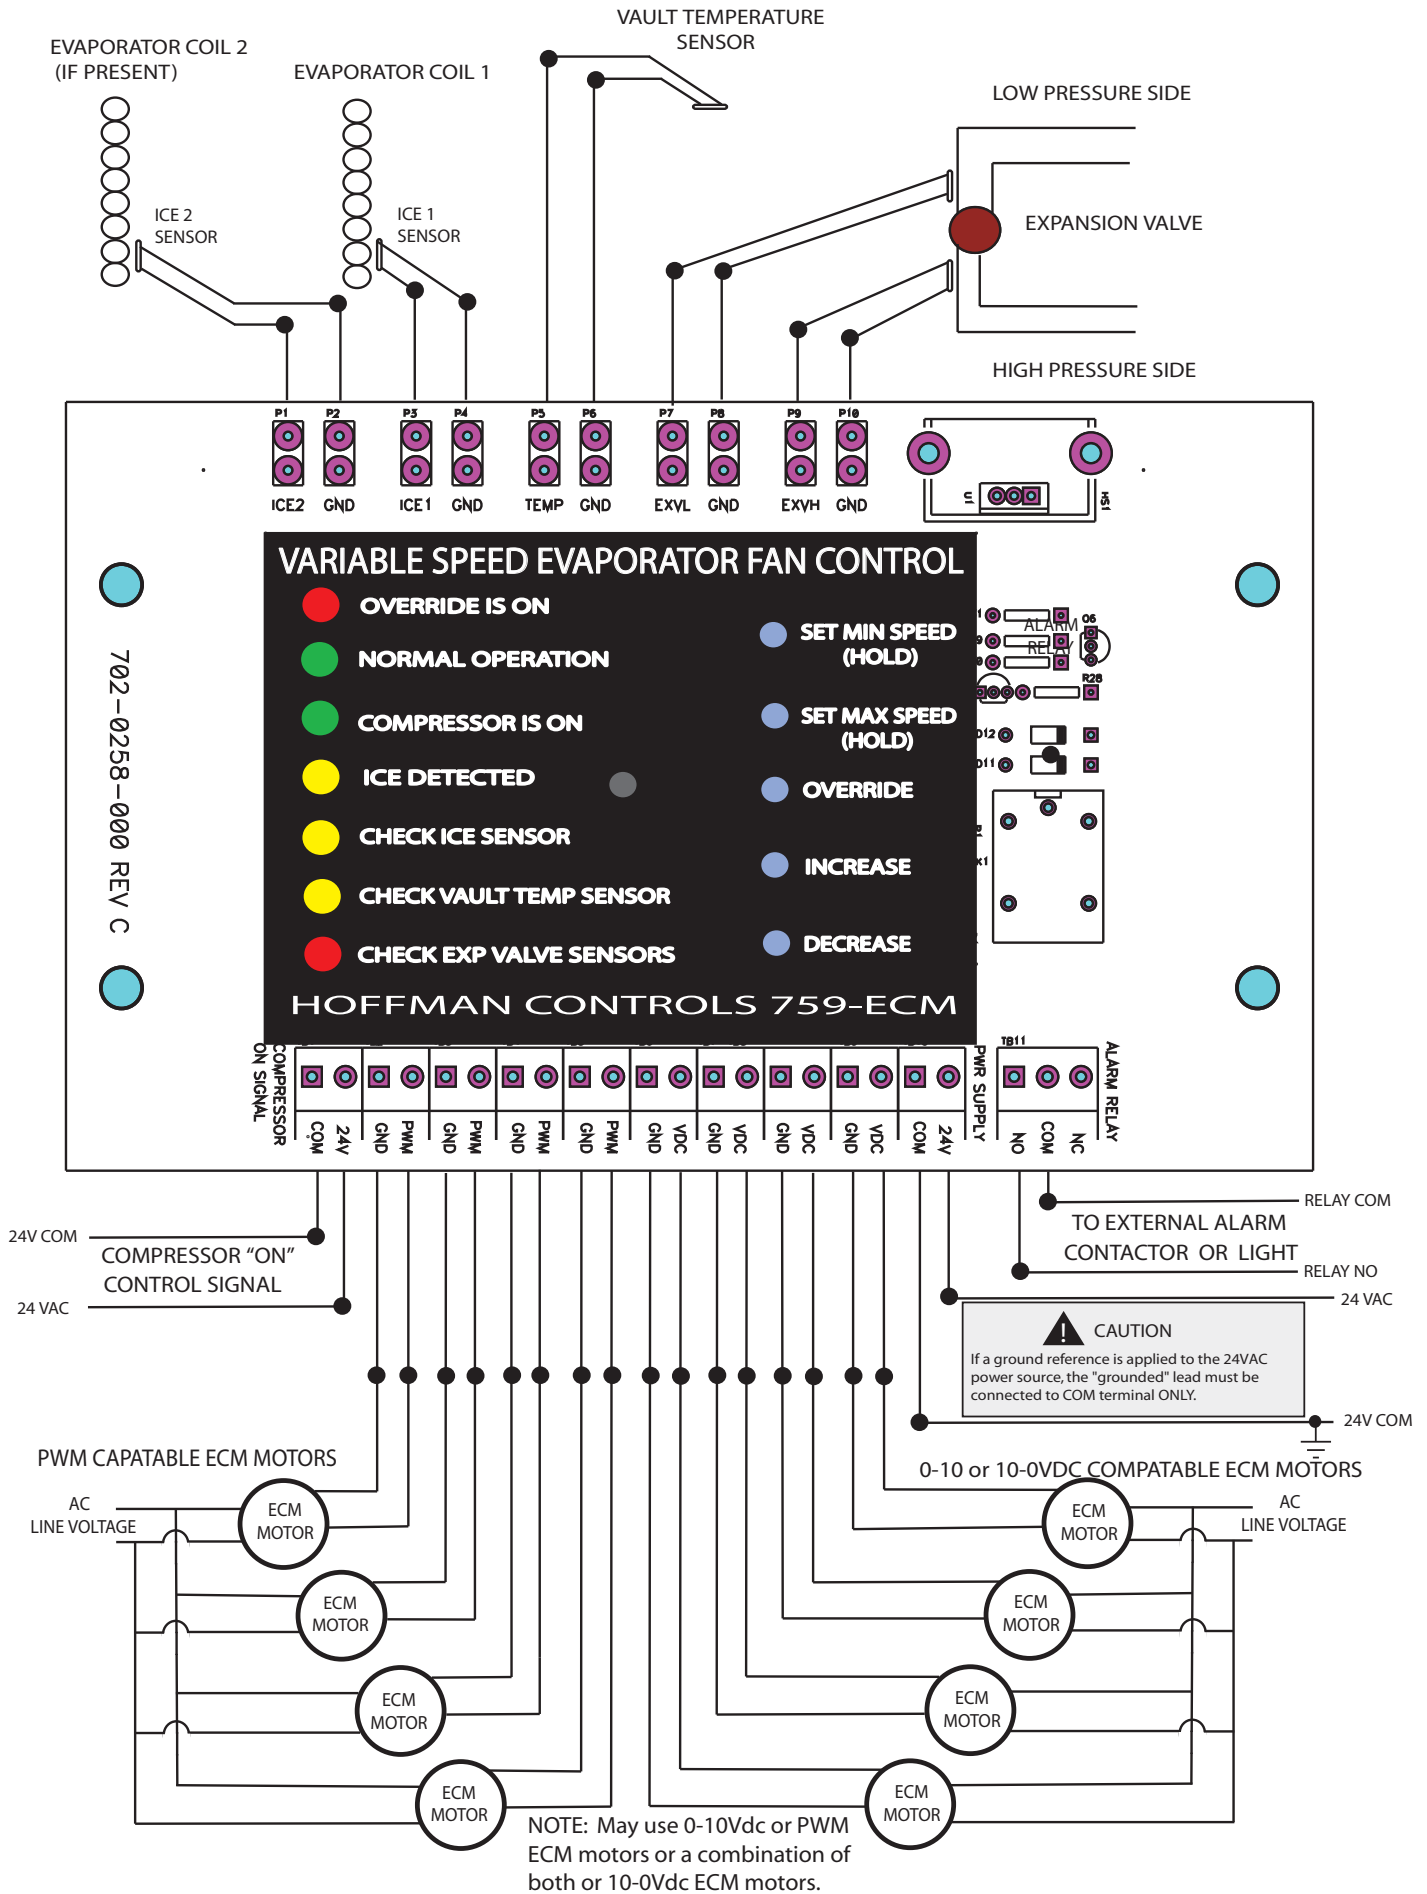 VAULT TEMPERATURE
SENSOR
EVAPORATOR COIL 2
(IF PRESENT)
EVAPORATOR COIL 1
LOW PRESSURE SIDE
ICE 2
SENSOR
ICE 1
SENSOR
EXPANSION VALVE
HIGH PRESSURE SIDE
P1 P2 P3 P4 P5 P6 P7 P8 P9 P10
ICE2 GND ICE1 GND TEMP GND EXVL GND EXVH GND
U1
HS1
VARIABLE SPEED EVAPORATOR FAN CONTROL
OVERRIDE IS ON
NORMAL OPERATION
COMPRESSOR IS ON
ICE DETECTED
CHECK ICE SENSOR
CHECK VAULT TEMP SENSOR
CHECK EXP VALVE SENSORS
SET MIN SPEED
(HOLD)
SET MAX SPEED
(HOLD)
OVERRIDE
INCREASE
DECREASE
HOFFMAN CONTROLS 759-ECM
702-0258-000 REV C
ALARM
RELAY
Q6
R28
D12
D11
TB11
COMPRESSOR
ON SIGNAL
COM 24V GND PWM GND PWM GND PWM GND PWM GND VDC GND VDC GND VDC GND VDC COM 24V
PWR SUPPLY
NO COM NC
ALARM RELAY
24V COM
COMPRESSOR “ON”
CONTROL SIGNAL
24 VAC
RELAY COM
TO EXTERNAL ALARM
CONTACTOR OR LIGHT
RELAY NO
24 VAC
! CAUTION
If a ground reference is applied to the 24VAC
power source, the "grounded" lead must be
connected to COM terminal ONLY.
24V COM
PWM CAPATABLE ECM MOTORS
0-10 or 10-0VDC COMPATABLE ECM MOTORS
AC
LINE VOLTAGE
ECM
MOTOR
ECM
MOTOR
AC
LINE VOLTAGE
ECM
MOTOR
ECM
MOTOR
ECM
MOTOR
ECM
MOTOR
ECM
MOTOR
ECM
MOTOR
NOTE: May use 0-10Vdc or PWM
ECM motors or a combination of
both or 10-0Vdc ECM motors.